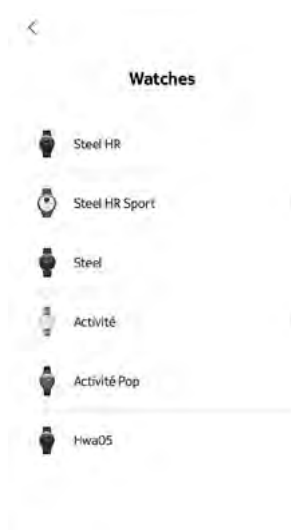 Watches
Steel HR
Steel HR Sport
Steel
Activité
Activité Pop
Hwa05